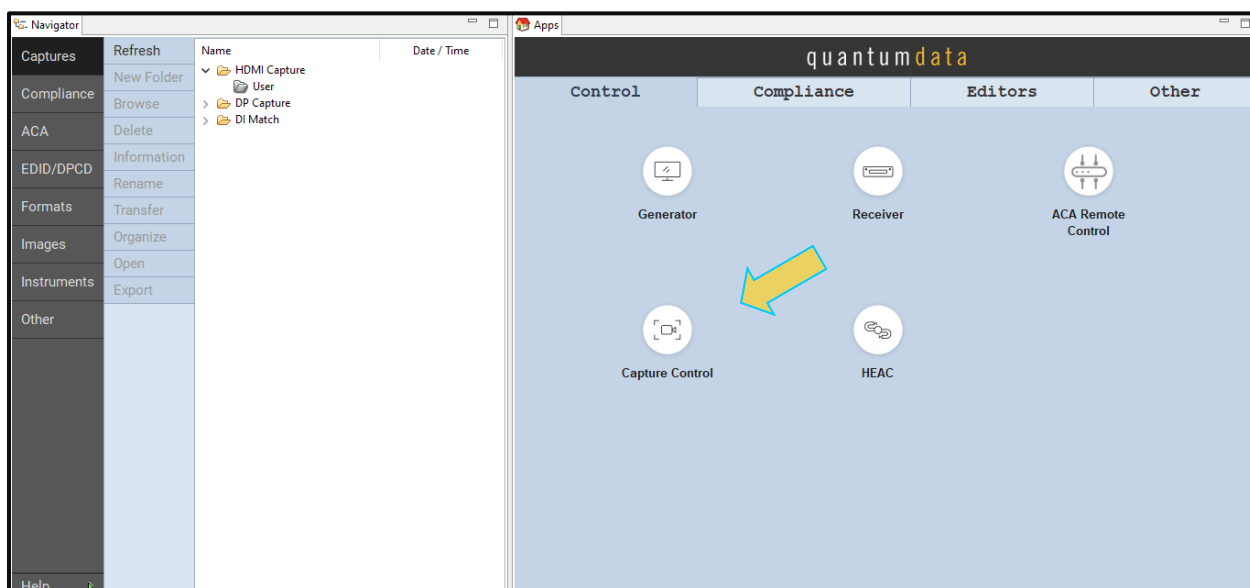 Navigator
Captures
Compliance
ACA
EDID/DPCD
Formats
Images
Instruments
Other
Help
Refresh
New Folder
Browse
Delete
Information
Rename
Transfer
Organize
Open
Export
Name Date / Time
HDMI Capture
User
DP Capture
DI Match
Apps
quantumdata
Control Compliance Editors Other
Generator Receiver ACA Remote
Control
Capture Control HEAC